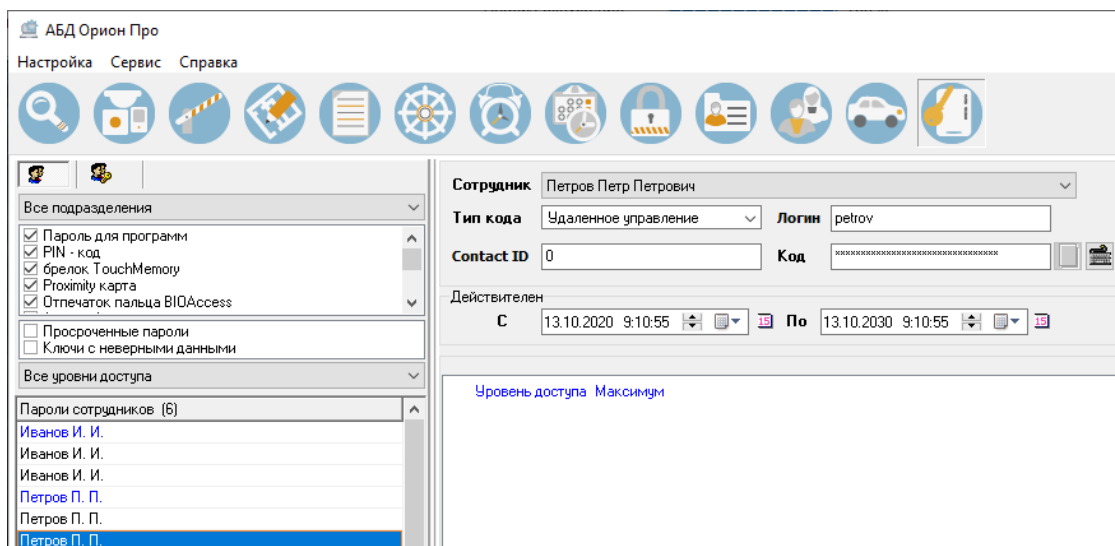 АБД Орион Про
Настройка Сервис Справка
Все подразделения
Пароль для программ
PIN - код
брелок TouchMemory
Proximity карта
Отпечаток пальца BIOAccess
Просроченные пароли
Ключи с неверными данными
Все уровни доступа
Пароли сотрудников (6)
Иванов И. И.
Иванов И. И.
Иванов И. И.
Петров П. П.
Петров П. П.
Петров П. П.
Сотрудник Петров Петр Петрович
Тип кода Удаленное управление Логин petrov
Contact ID 0 Код ********************************
Действителен
С 13.10.2020 9:10:55 15 По 13.10.2030 9:10:55 15
Уровень доступа Максимум